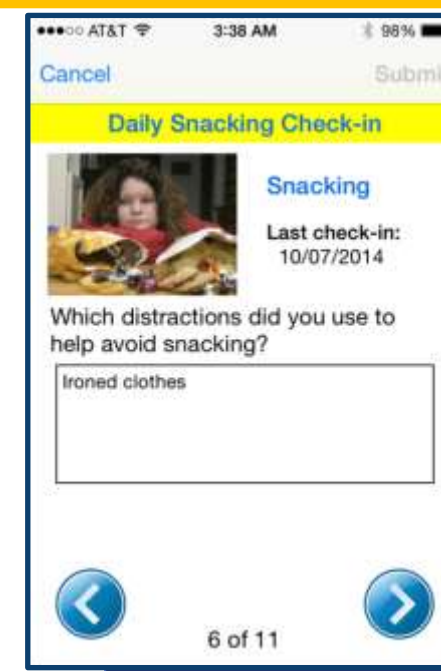 AT&T 3:38 AM 98%
Cancel Submi
Daily Snacking Check-in
Snacking
Last check-in:
10/07/2014
Which distractions did you use to
help avoid snacking?
Ironed clothes
6 of 11